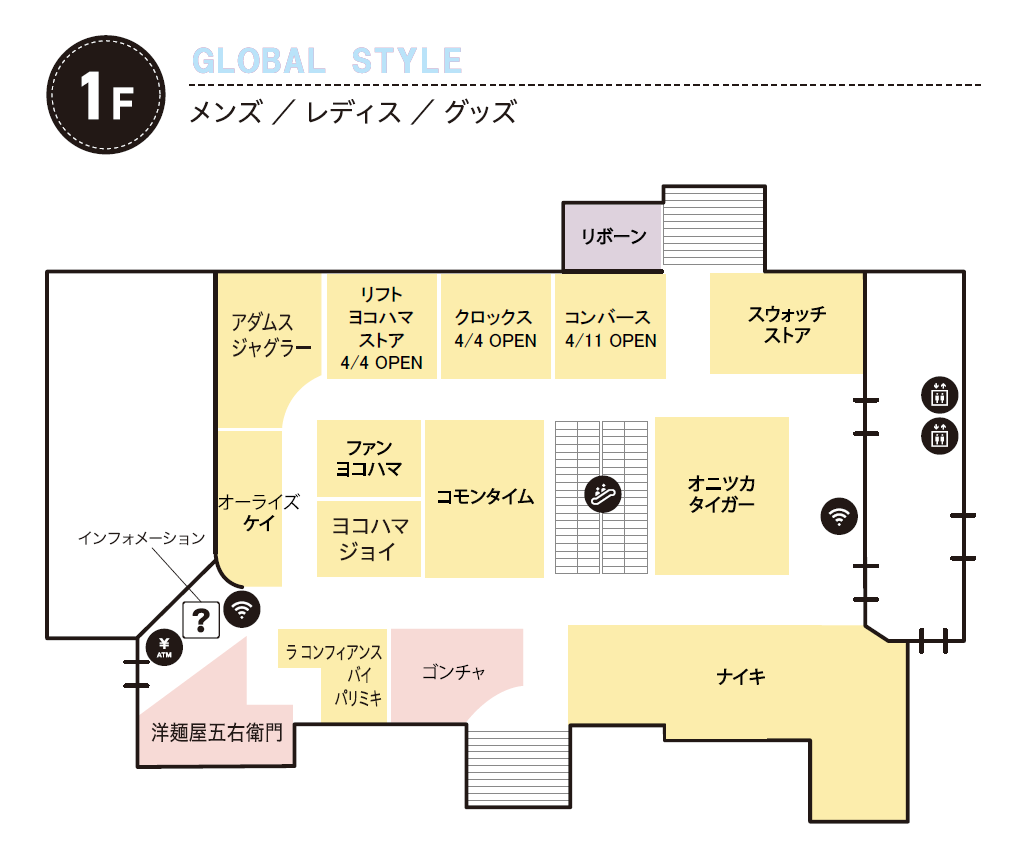 1F
GLOBAL STYLE
メンズ ／ レディス ／ グッズ
リボーン
アダムス
ジャグラー
リフト
ヨコハマ
ストア
4/4 OPEN
クロックス
4/4 OPEN
コンバース
4/11 OPEN
スウォッチ
ストア
ファン
ヨコハマ
コモンタイム
オニツカ
タイガー
オーライズ
ケイ
ヨコハマ
ジョイ
インフォメーション
?
¥
ATM
ラ コンフィアンス
バイ
パリミキ
ゴンチャ
ナイキ
洋麺屋五右衛門